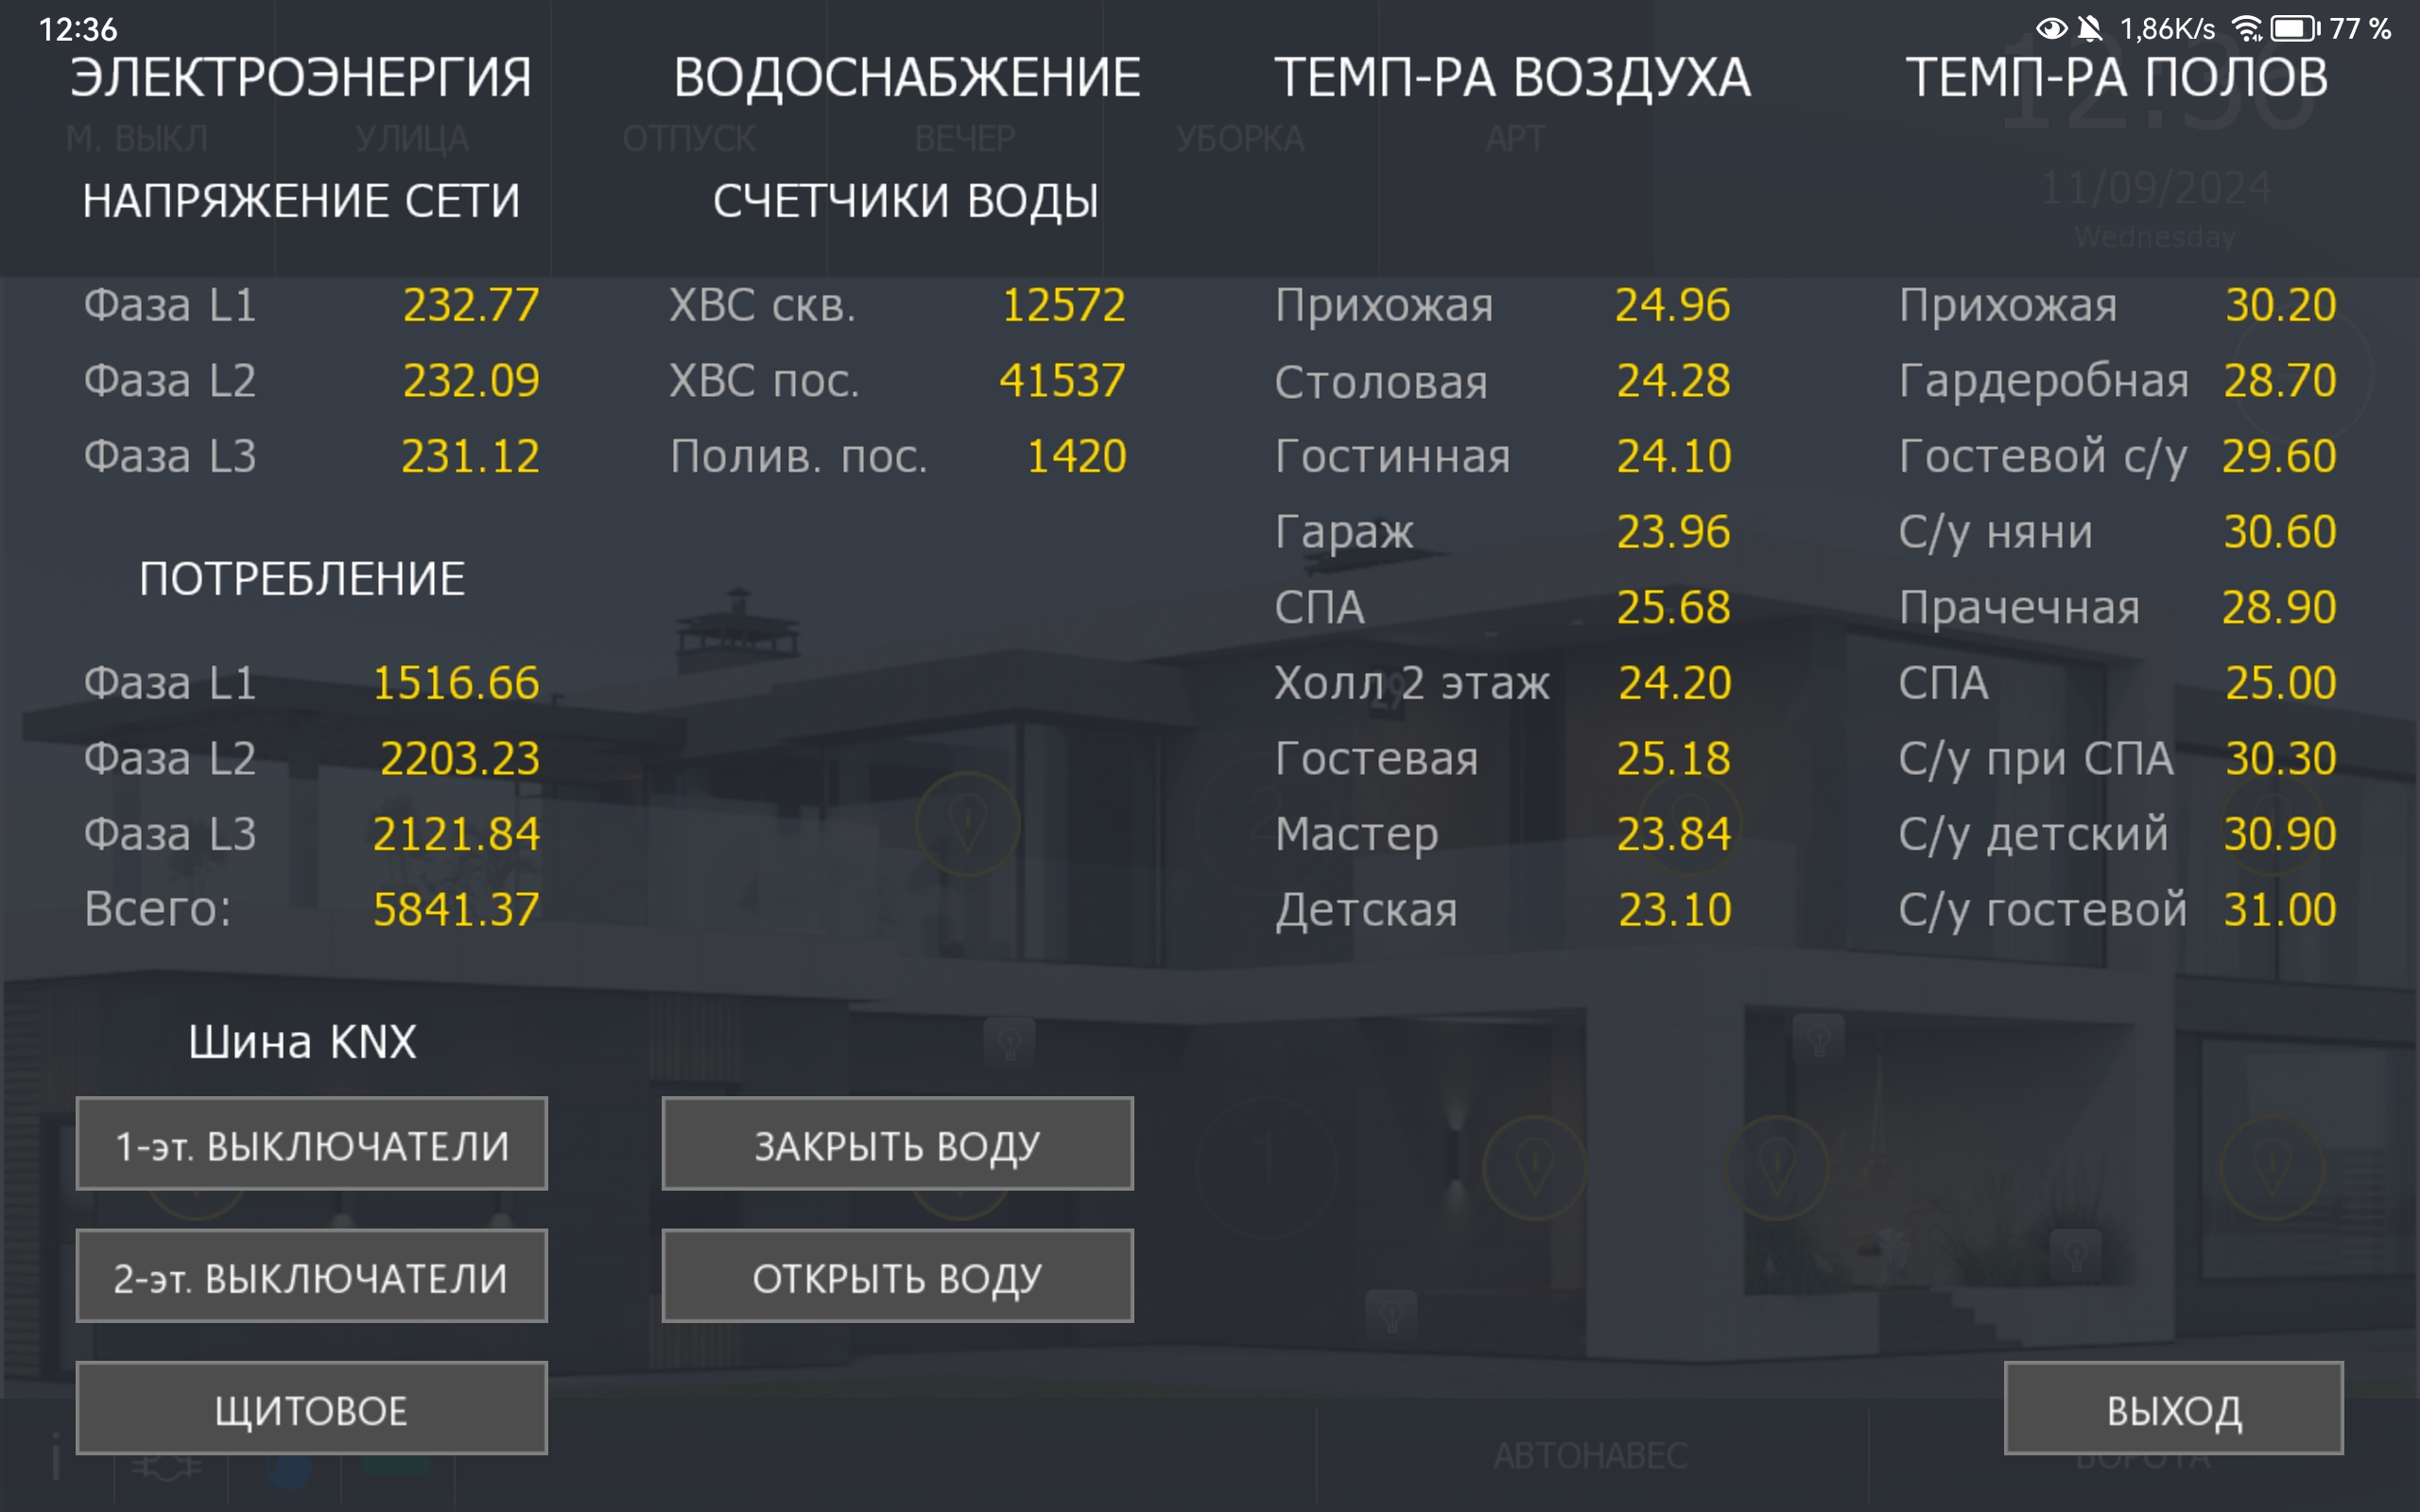 12:36
1,86K/s 77 %
ЭЛЕКТРОЭНЕРГИЯ
ВОДОСНАБЖЕНИЕ
ТЕМП-РА ВОЗДУХА
ТЕМП-РА ПОЛОВ
12:36
М. ВЫКЛ
УЛИЦА
ОТПУСК
ВЕЧЕР
УБОРКА
АРТ
11/09/2024
Wednesday
НАПРЯЖЕНИЕ СЕТИ
Фаза L1 232.77
Фаза L2 232.09
Фаза L3 231.12
ПОТРЕБЛЕНИЕ
Фаза L1 1516.66
Фаза L2 2203.23
Фаза L3 2121.84
Всего: 5841.37
Шина KNX
1-эт. ВЫКЛЮЧАТЕЛИ
2-эт. ВЫКЛЮЧАТЕЛИ
ЩИТОВОЕ
СЧЕТЧИКИ ВОДЫ
ХВС скв. 12572
ХВС пос. 41537
Полив. пос. 1420
ЗАКРЫТЬ ВОДУ
ОТКРЫТЬ ВОДУ
Прихожая 24.96
Столовая 24.28
Гостинная 24.10
Гараж 23.96
СПА 25.68
Холл 2 этаж 24.20
Гостевая 25.18
Мастер 23.84
Детская 23.10
Прихожая 30.20
Гардеробная 28.70
Гостевой с/у 29.60
С/у няни 30.60
Прачечная 28.90
СПА 25.00
С/у при СПА 30.30
С/у детский 30.90
С/у гостевой 31.00
29
2
1
ВЫХОД
i
АВТОНАВЕС
ВОРОТА